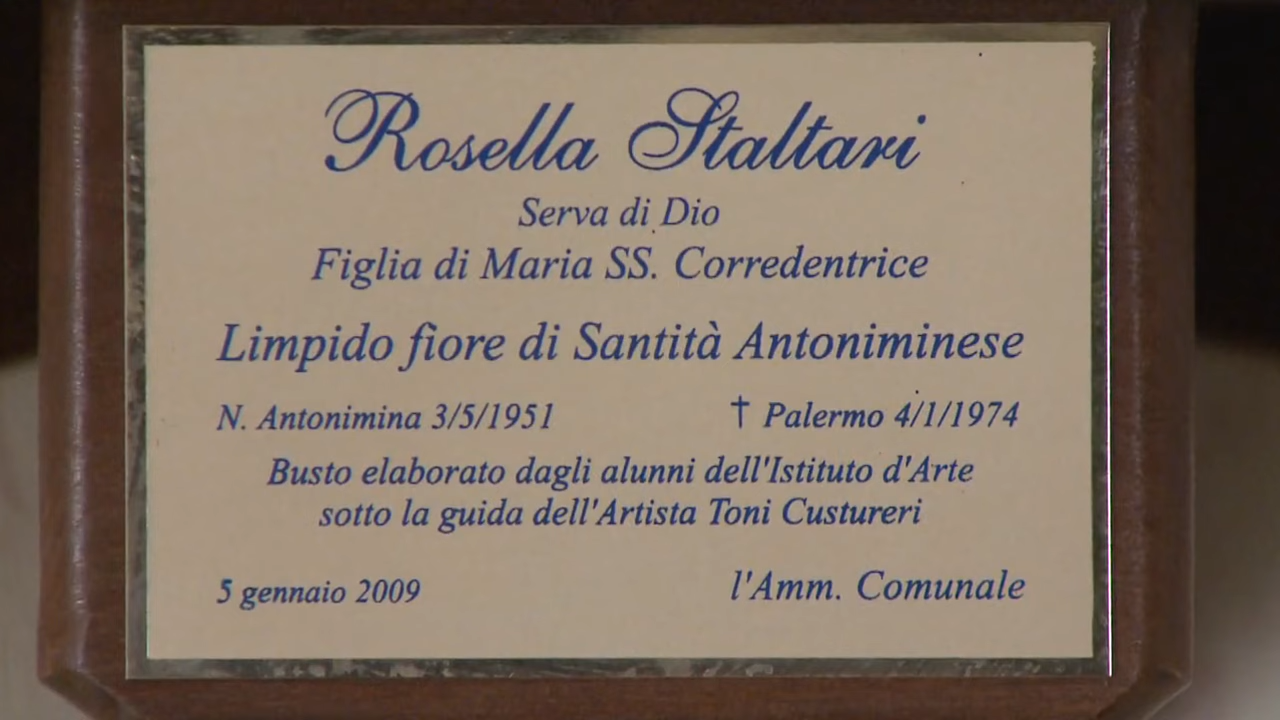 Rosella Staltari
Serva di Dio
Figlia di Maria SS. Corredentrice
Limpido fiore di Santità Antoniminese
N. Antonimina 3/5/1951 † Palermo 4/1/1974
Busto elaborato dagli alunni dell'Istituto d'Arte
sotto la guida dell'Artista Toni Custureri
5 gennaio 2009 l'Amm. Comunale